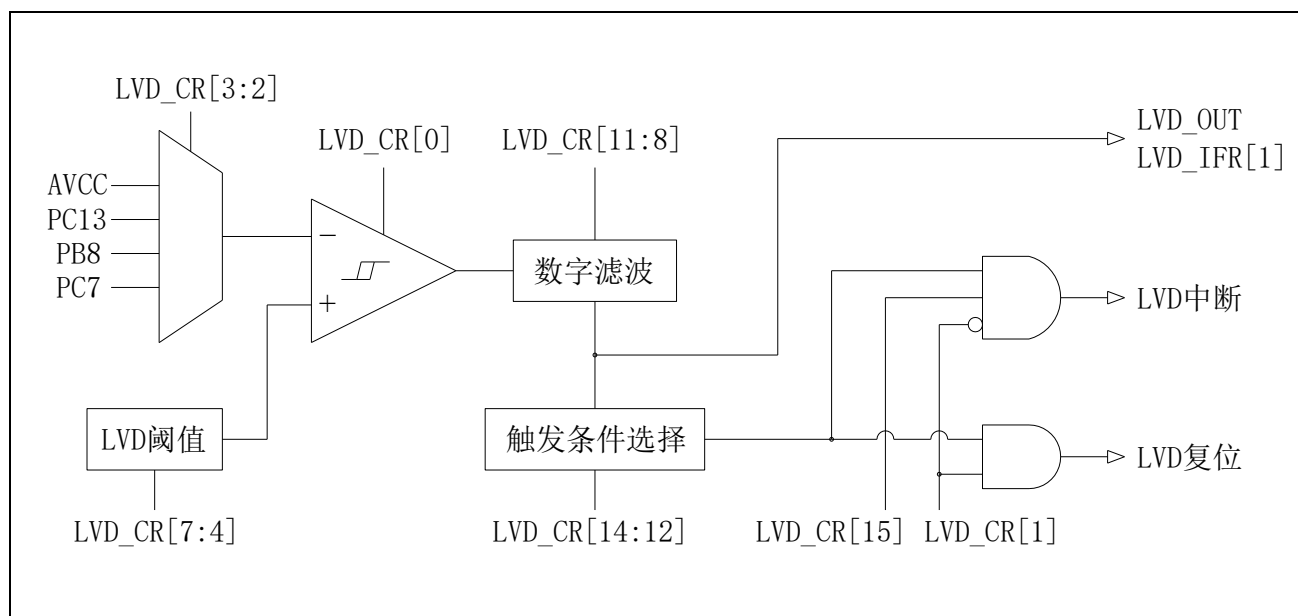 LVD_CR[3:2]
LVD_CR[0]
LVD_CR[11:8]
LVD_OUT
LVD_IFR[1]
AVCC
PC13
PB8
PC7
−
+
数字滤波
LVD中断
LVD阈值
触发条件选择
LVD复位
LVD_CR[7:4]
LVD_CR[14:12]
LVD_CR[15]
LVD_CR[1]